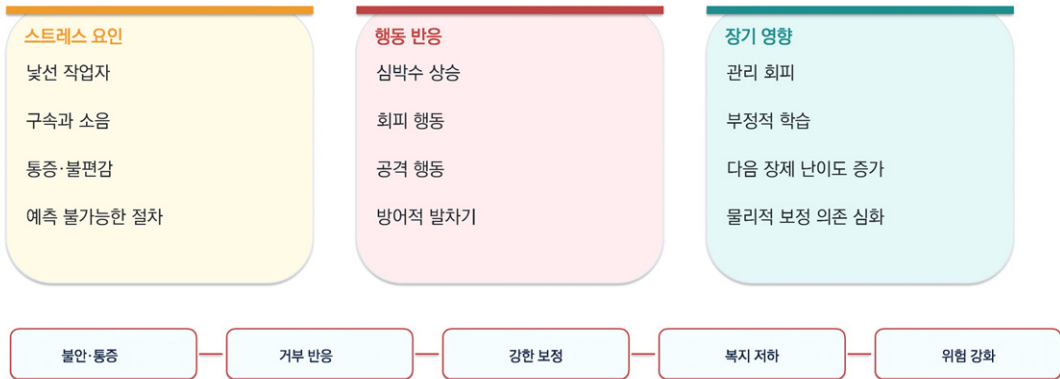 스트레스 요인
낯선 작업자
구속과 소음
통증·불편감
예측 불가능한 절차
행동 반응
심박수 상승
회피 행동
공격 행동
방어적 발차기
장기 영향
관리 회피
부정적 학습
다음 장제 난이도 증가
물리적 보정 의존 심화
불안·통증
거부 반응
강한 보정
복지 저하
위험 강화